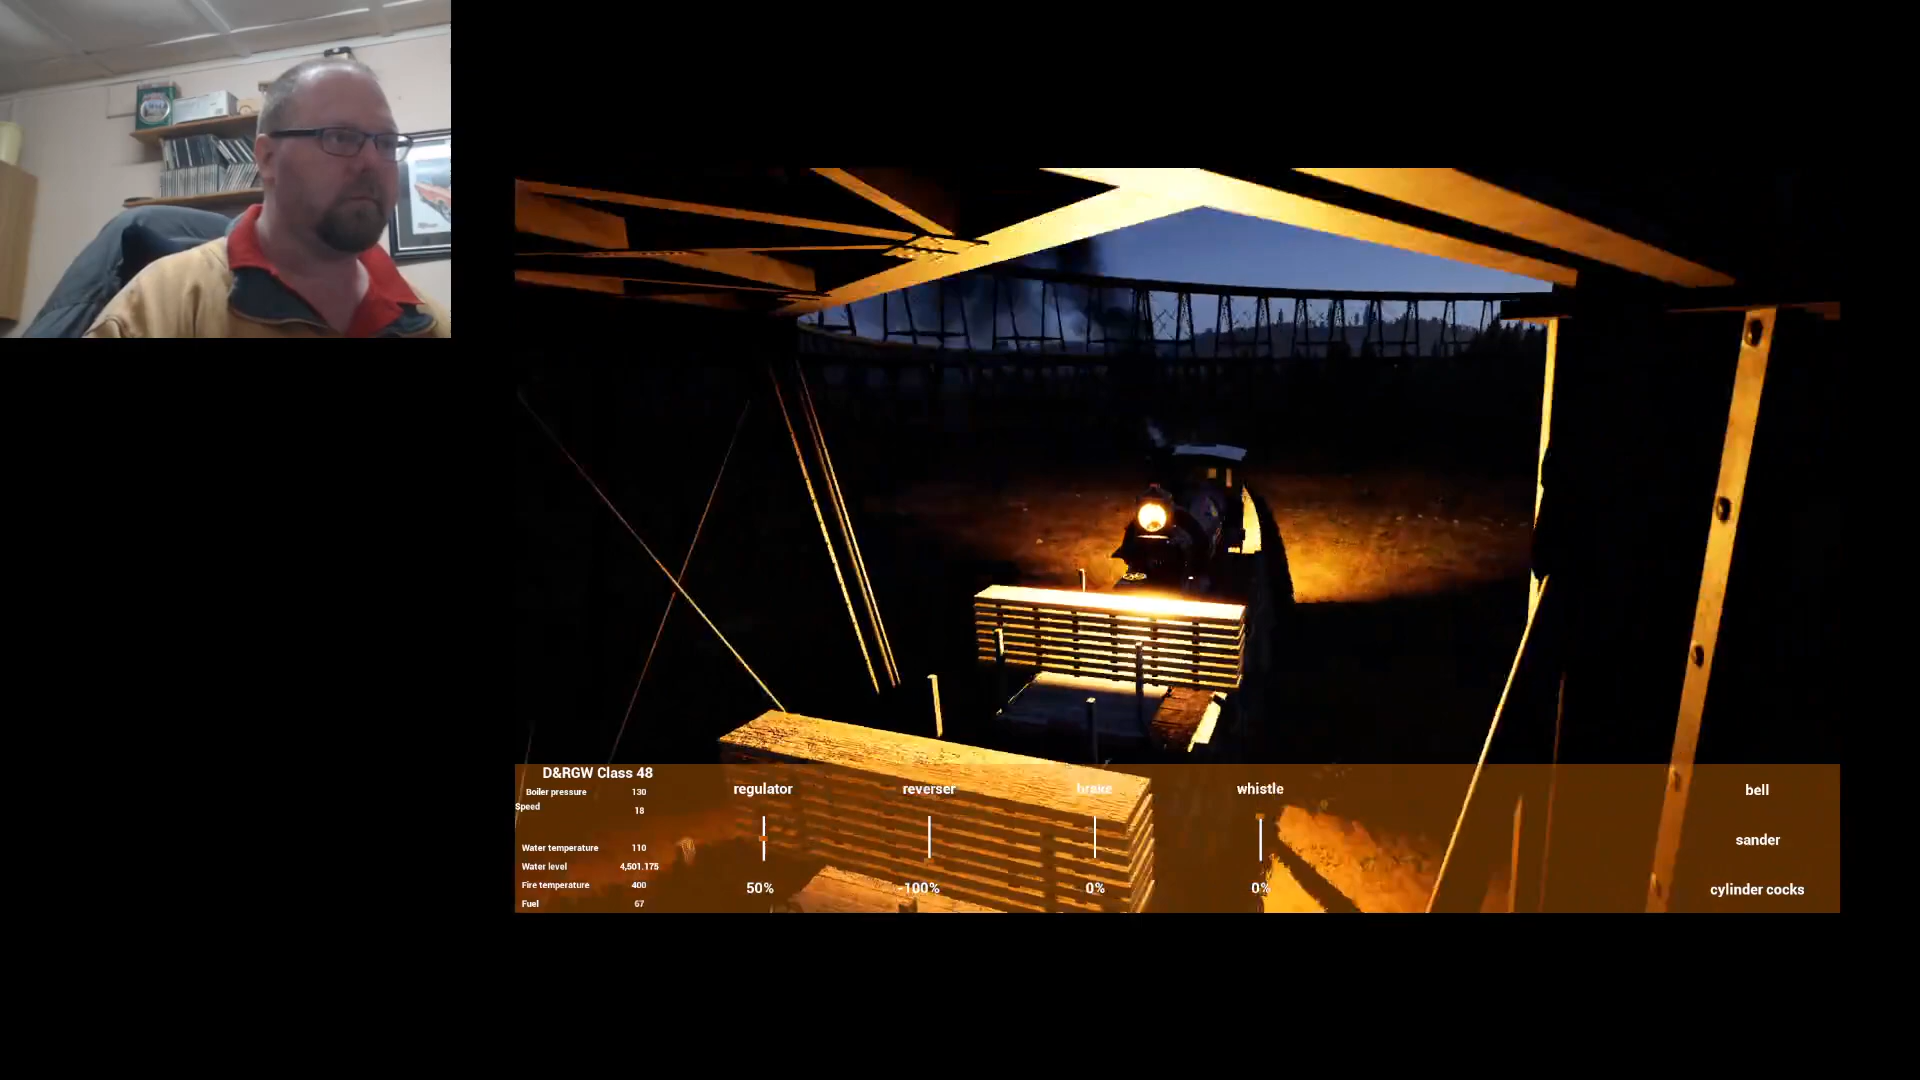 D&RGW Class 48
Boiler pressure 130
Speed 18
Water temperature 110
Water level 4,501.175
Fire temperature 400
Fuel 67
regulator
50%
reverser
-100%
brake
0%
whistle
0%
bell
sander
cylinder cocks